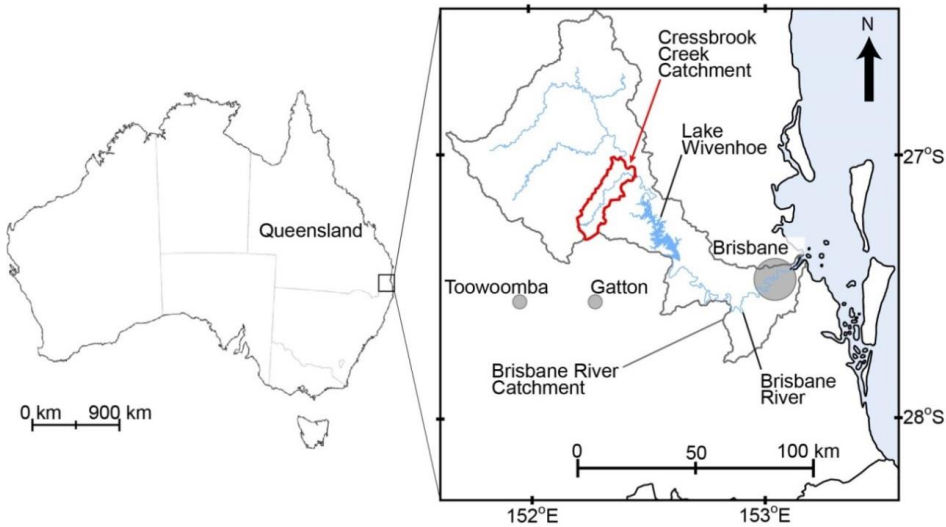 Queensland
0 km 900 km
Cressbrook
Creek
Catchment
N
Lake
Wivenhoe
27°S
Brisbane
Toowoomba
Gatton
Brisbane River
Catchment
Brisbane
River
28°S
0 50 100 km
152°E
153°E